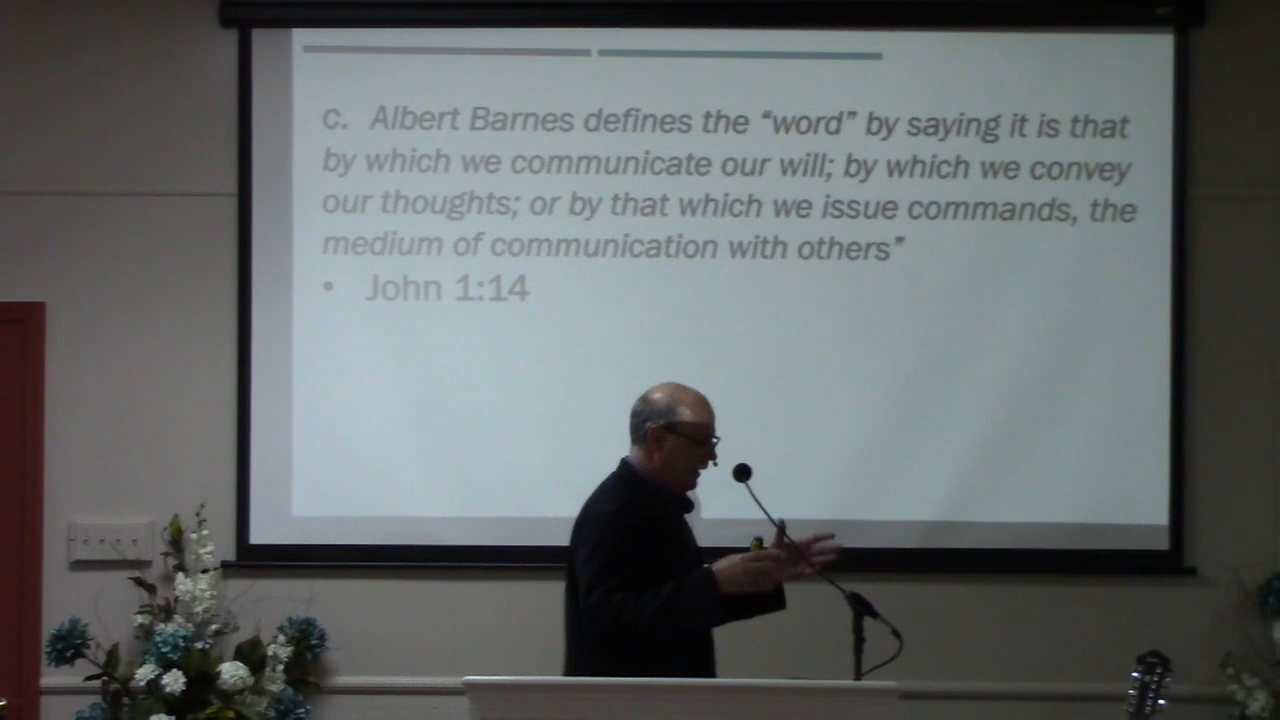 c. Albert Barnes defines the “word” by saying it is that
by which we communicate our will; by which we convey
our thoughts; or by that which we issue commands, the
medium of communication with others”
• John 1:14